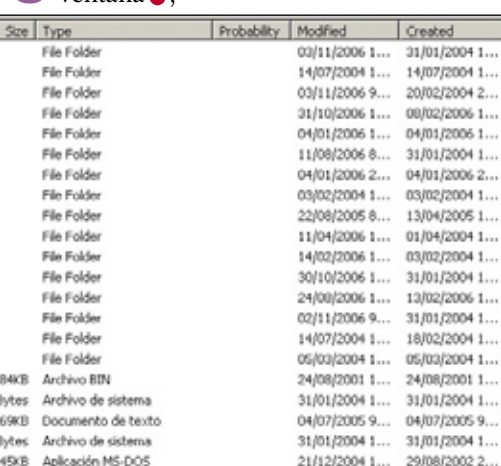 ventana ,
Size Type Probability Modified Created
File Folder 03/11/2006 1... 31/01/2004 1...
File Folder 14/07/2004 1... 14/07/2004 1...
File Folder 03/11/2006 9... 20/02/2004 2...
File Folder 31/10/2006 1... 08/02/2006 1...
File Folder 04/01/2006 1... 04/01/2006 1...
File Folder 11/08/2006 8... 31/01/2004 1...
File Folder 04/01/2006 2... 04/01/2006 2...
File Folder 03/02/2004 1... 03/02/2004 1...
File Folder 22/08/2005 8... 13/04/2005 1...
File Folder 11/04/2006 1... 01/04/2004 1...
File Folder 14/02/2006 1... 03/02/2004 1...
File Folder 30/10/2006 1... 31/01/2004 1...
File Folder 24/08/2006 1... 13/02/2006 1...
File Folder 02/11/2006 9... 31/01/2004 1...
File Folder 14/07/2004 1... 18/02/2004 1...
File Folder 05/03/2004 1... 05/03/2004 1...
84KB Archivo BIN 24/08/2001 1... 24/08/2001 1...
bytes Archivo de sistema 31/01/2004 1... 31/01/2004 1...
69KB Documento de texto 04/07/2005 9... 04/07/2005 9...
bytes Archivo de sistema 31/01/2004 1... 31/01/2004 1...
45KB Aplicación MS-DOS 21/12/2004 1... 29/08/2002 2...